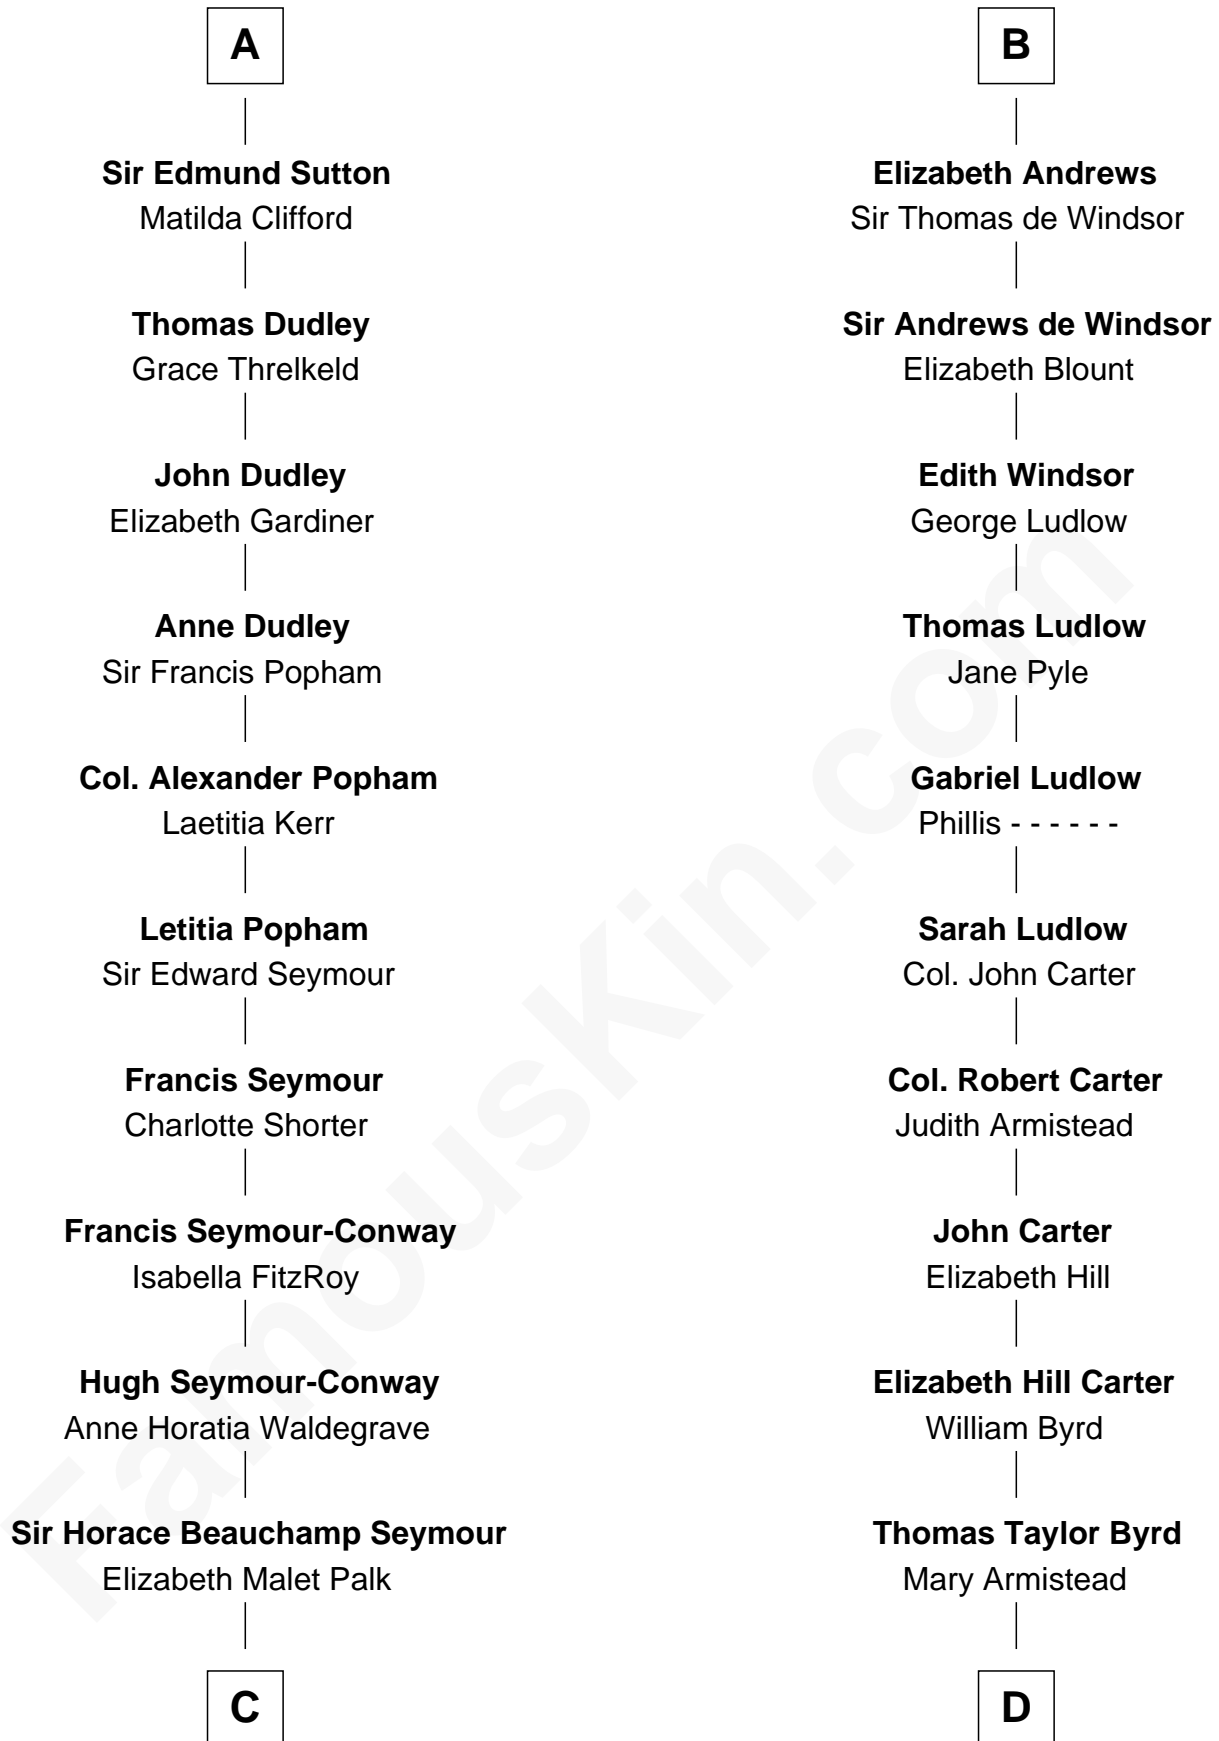 A
Sir Edmund Sutton
Matilda Clifford
Thomas Dudley
Grace Threlkeld
John Dudley
Elizabeth Gardiner
Anne Dudley
Sir Francis Popham
Col. Alexander Popham
Laetitia Kerr
Letitia Popham
Sir Edward Seymour
Francis Seymour
Charlotte Shorter
Francis Seymour-Conway
Isabella FitzRoy
Hugh Seymour-Conway
Anne Horatia Waldegrave
Sir Horace Beauchamp Seymour
Elizabeth Malet Palk
C
B
Elizabeth Andrews
Sir Thomas de Windsor
Sir Andrews de Windsor
Elizabeth Blount
Edith Windsor
George Ludlow
Thomas Ludlow
Jane Pyle
Gabriel Ludlow
Phillis - - - - - -
Sarah Ludlow
Col. John Carter
Col. Robert Carter
Judith Armistead
John Carter
Elizabeth Hill
Elizabeth Hill Carter
William Byrd
Thomas Taylor Byrd
Mary Armistead
D
FamousKin.com